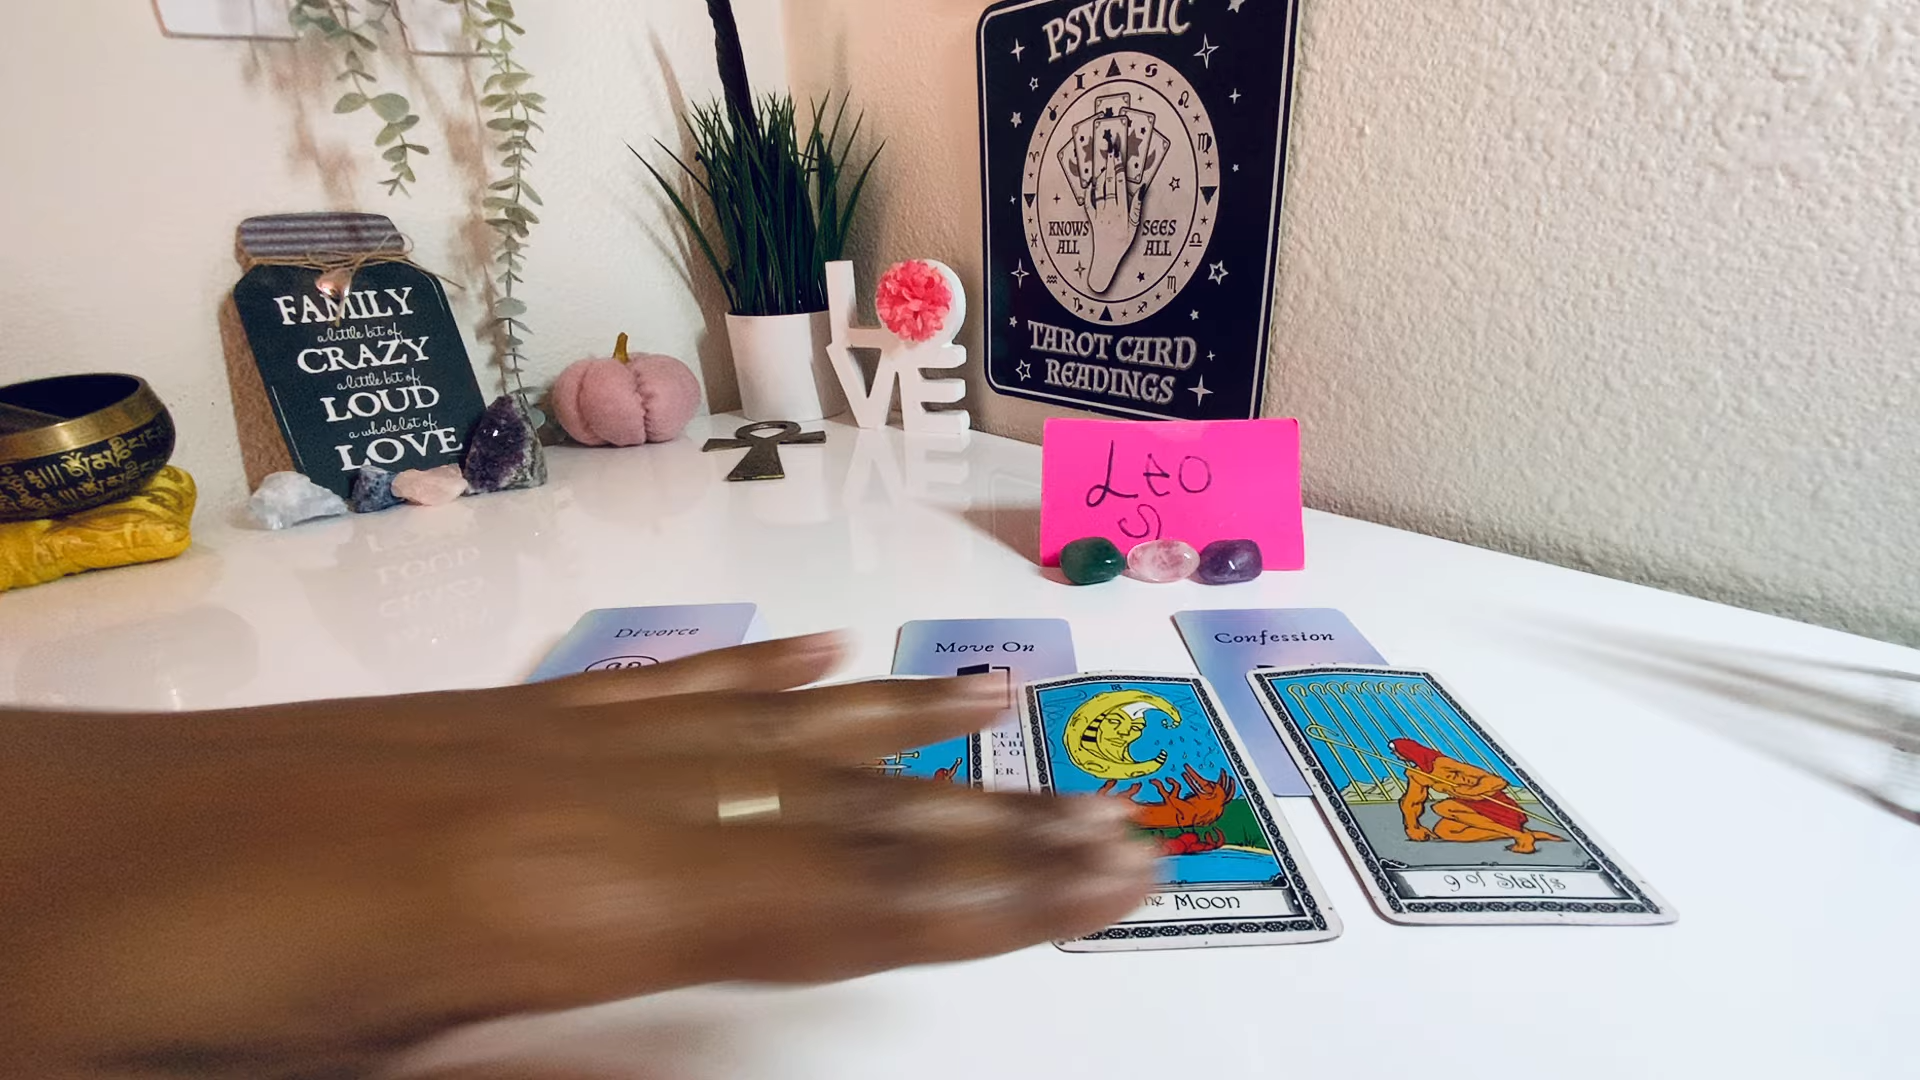 PSYCHIC
KNOWS
ALL
SEES
ALL
TAROT CARD
READINGS
FAMILY
a little bit of
CRAZY
a little bit of
LOUD
a whole lot of
LOVE
LOVE
Leo
Divorce
Move On
Confession
The Moon
9 of Staffs